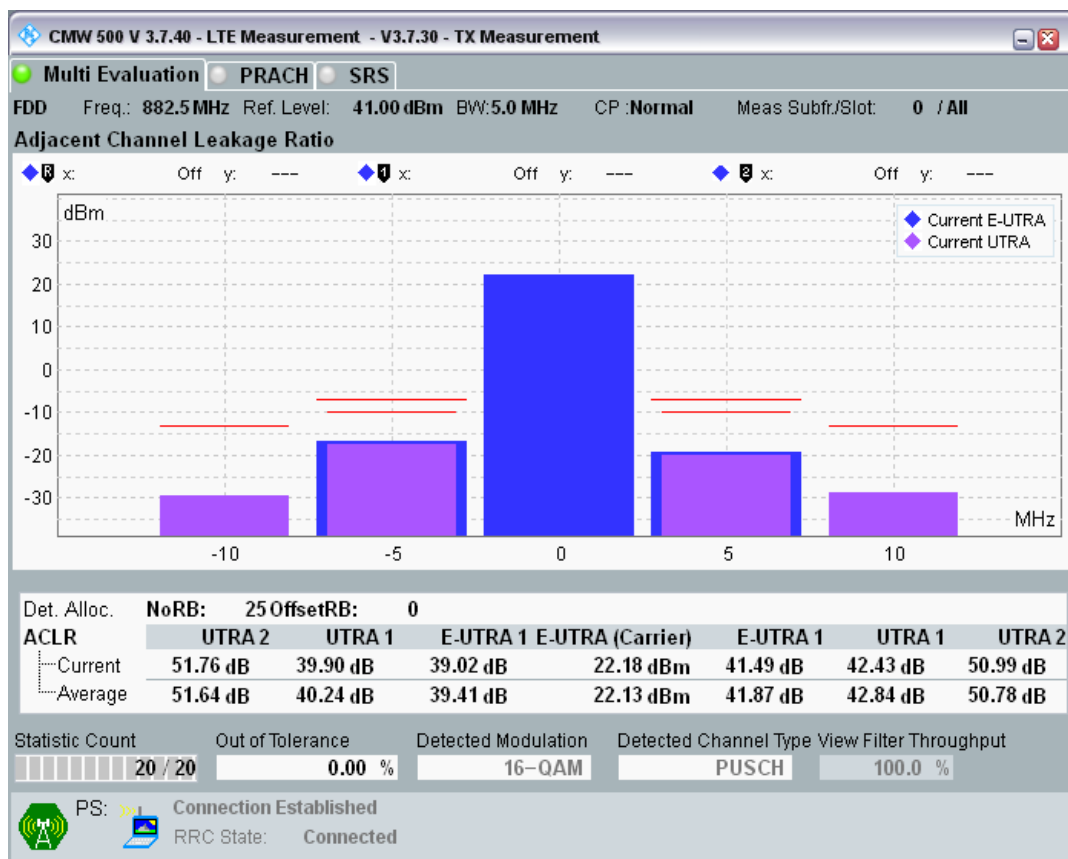 CMW 500 V 3.7.40 - LTE Measurement - V3.7.30 - TX Measurement
Multi Evaluation PRACH SRS
FDD Freq.: 882.5 MHz Ref. Level: 41.00 dBm BW:5.0 MHz CP :Normal Meas Subfr./Slot: 0 / All
Adjacent Channel Leakage Ratio
R x: Off y: --- 1 x: Off y: --- 2 x: Off y: ---
dBm
Current E-UTRA
Current UTRA
30
20
10
0
-10
-20
-30
MHz
-10 -5 0 5 10
Det. Alloc. NoRB: 25 OffsetRB: 0
ACLR UTRA 2 UTRA 1 E-UTRA 1 E-UTRA (Carrier) E-UTRA 1 UTRA 1 UTRA 2
Current 51.76 dB 39.90 dB 39.02 dB 22.18 dBm 41.49 dB 42.43 dB 50.99 dB
Average 51.64 dB 40.24 dB 39.41 dB 22.13 dBm 41.87 dB 42.84 dB 50.78 dB
Statistic Count Out of Tolerance Detected Modulation Detected Channel Type View Filter Throughput
20 / 20 0.00 % 16-QAM PUSCH 100.0 %
PS: Connection Established
RRC State: Connected